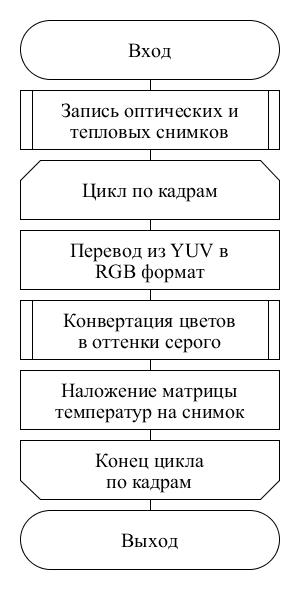 Вход
Запись оптических и
тепловых снимков
Цикл по кадрам
Перевод из YUV в
RGB формат
Конвертация цветов
в оттенки серого
Наложение матрицы
температур на снимок
Конец цикла
по кадрам
Выход